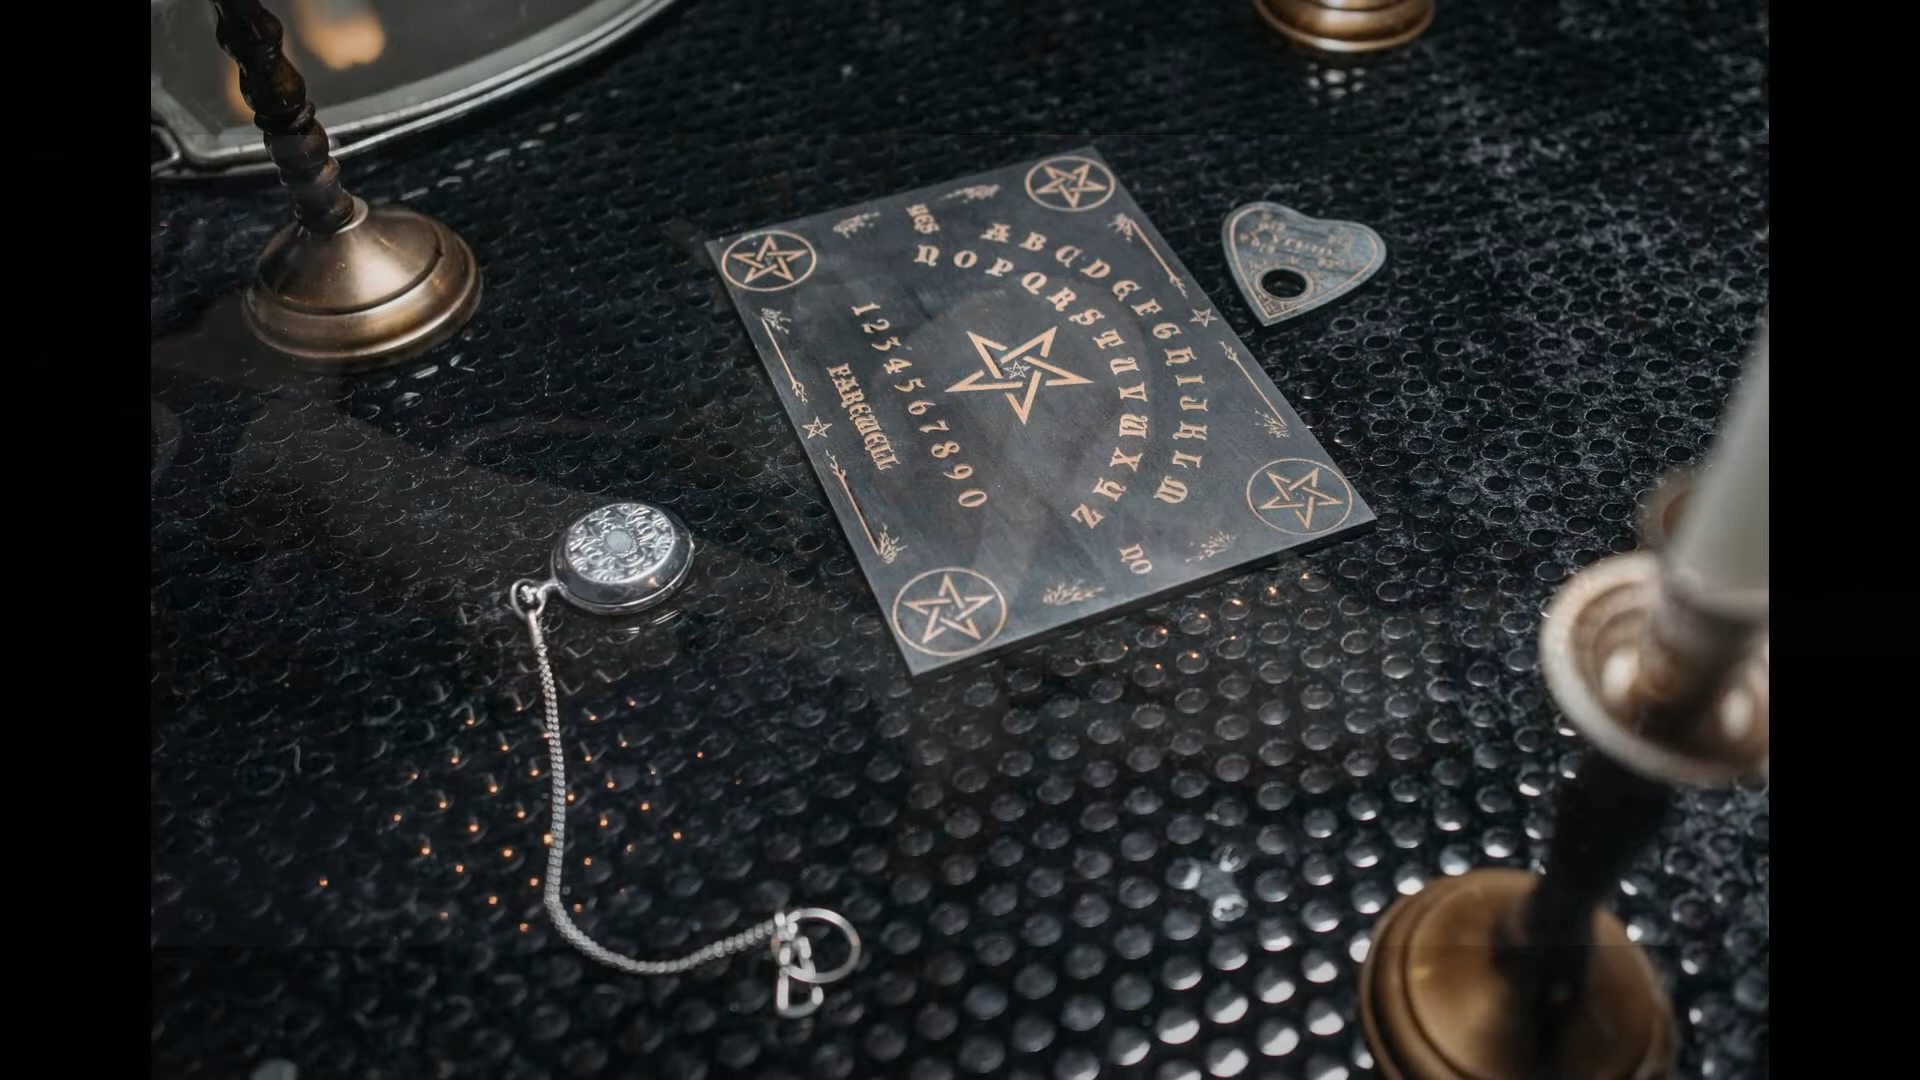 YES
ABCDEFGHIJKLM
NOPQRSTUVWXYZ
NO
1234567890
FAREWELL